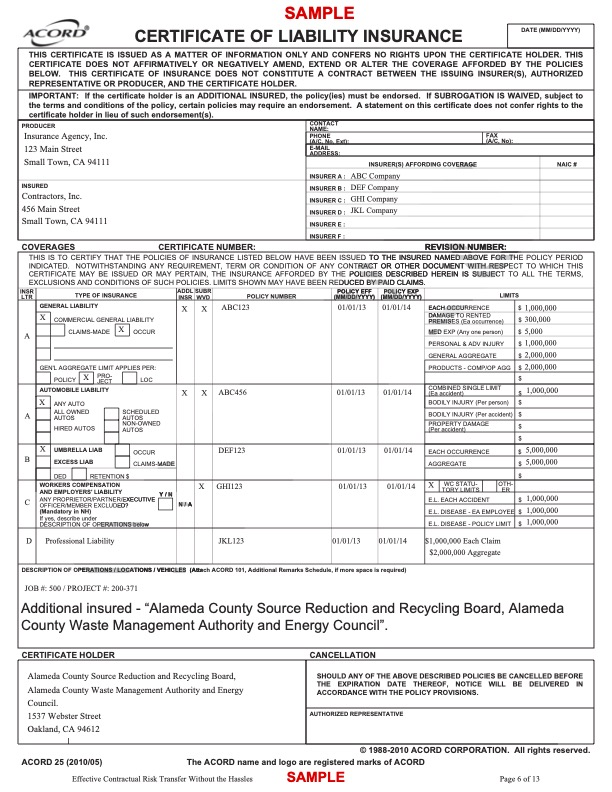 SAMPLE
ACORD
CERTIFICATE OF LIABILITY INSURANCE
DATE (MM/DD/YYYY)
THIS CERTIFICATE IS ISSUED AS A MATTER OF INFORMATION ONLY AND CONFERS NO RIGHTS UPON THE CERTIFICATE HOLDER. THIS
CERTIFICATE DOES NOT AFFIRMATIVELY OR NEGATIVELY AMEND, EXTEND OR ALTER THE COVERAGE AFFORDED BY THE POLICIES
BELOW. THIS CERTIFICATE OF INSURANCE DOES NOT CONSTITUTE A CONTRACT BETWEEN THE ISSUING INSURER(S), AUTHORIZED
REPRESENTATIVE OR PRODUCER, AND THE CERTIFICATE HOLDER.
IMPORTANT: If the certificate holder is an ADDITIONAL INSURED, the policy(ies) must be endorsed. If SUBROGATION IS WAIVED, subject to
the terms and conditions of the policy, certain policies may require an endorsement. A statement on this certificate does not confer rights to the
certificate holder in lieu of such endorsement(s).
PRODUCER
Insurance Agency, Inc.
123 Main Street
Small Town, CA 94111
CONTACT NAME:
PHONE (A/C, No, Ext):
FAX (A/C, No):
E-MAIL ADDRESS:
INSURER(S) AFFORDING COVERAGE NAIC #
INSURER A : ABC Company
INSURED
Contractors, Inc.
456 Main Street
Small Town, CA 94111
INSURER B : DEF Company
INSURER C : GHI Company
INSURER D : JKL Company
INSURER E :
INSURER F :
COVERAGES CERTIFICATE NUMBER: REVISION NUMBER:
THIS IS TO CERTIFY THAT THE POLICIES OF INSURANCE LISTED BELOW HAVE BEEN ISSUED TO THE INSURED NAMED ABOVE FOR THE POLICY PERIOD
INDICATED. NOTWITHSTANDING ANY REQUIREMENT, TERM OR CONDITION OF ANY CONTRACT OR OTHER DOCUMENT WITH RESPECT TO WHICH THIS
CERTIFICATE MAY BE ISSUED OR MAY PERTAIN, THE INSURANCE AFFORDED BY THE POLICIES DESCRIBED HEREIN IS SUBJECT TO ALL THE TERMS,
EXCLUSIONS AND CONDITIONS OF SUCH POLICIES. LIMITS SHOWN MAY HAVE BEEN REDUCED BY PAID CLAIMS.
INSR LTR TYPE OF INSURANCE ADDL INSR SUBR WVD POLICY NUMBER POLICY EFF (MM/DD/YYYY) POLICY EXP (MM/DD/YYYY) LIMITS
A GENERAL LIABILITY X X ABC123 01/01/13 01/01/14
X COMMERCIAL GENERAL LIABILITY
CLAIMS-MADE X OCCUR
GEN'L AGGREGATE LIMIT APPLIES PER:
POLICY X PRO-JECT LOC
EACH OCCURRENCE $ 1,000,000
DAMAGE TO RENTED PREMISES (Ea occurrence) $ 300,000
MED EXP (Any one person) $ 5,000
PERSONAL & ADV INJURY $ 1,000,000
GENERAL AGGREGATE $ 2,000,000
PRODUCTS - COMP/OP AGG $ 2,000,000
$
A AUTOMOBILE LIABILITY X X ABC456 01/01/13 01/01/14
X ANY AUTO
ALL OWNED AUTOS SCHEDULED AUTOS
HIRED AUTOS NON-OWNED AUTOS
COMBINED SINGLE LIMIT (Ea accident) $ 1,000,000
BODILY INJURY (Per person) $
BODILY INJURY (Per accident) $
PROPERTY DAMAGE (Per accident) $
$
B X UMBRELLA LIAB OCCUR DEF123 01/01/13 01/01/14
EXCESS LIAB CLAIMS-MADE
DED RETENTION $
EACH OCCURRENCE $ 5,000,000
AGGREGATE $ 5,000,000
$
C WORKERS COMPENSATION AND EMPLOYERS' LIABILITY Y / N X GHI123 01/01/13 01/01/14
ANY PROPRIETOR/PARTNER/EXECUTIVE
OFFICER/MEMBER EXCLUDED? N / A
(Mandatory in NH)
If yes, describe under
DESCRIPTION OF OPERATIONS below
X WC STATU-TORY LIMITS OTH-ER
E.L. EACH ACCIDENT $ 1,000,000
E.L. DISEASE - EA EMPLOYEE $ 1,000,000
E.L. DISEASE - POLICY LIMIT $ 1,000,000
D Professional Liability JKL123 01/01/13 01/01/14 $1,000,000 Each Claim
$2,000,000 Aggregate
DESCRIPTION OF OPERATIONS / LOCATIONS / VEHICLES (Attach ACORD 101, Additional Remarks Schedule, if more space is required)
JOB #: 500 / PROJECT #: 200-371
Additional insured - “Alameda County Source Reduction and Recycling Board, Alameda
County Waste Management Authority and Energy Council”.
CERTIFICATE HOLDER
Alameda County Source Reduction and Recycling Board,
Alameda County Waste Management Authority and Energy
Council.
1537 Webster Street
Oakland, CA 94612
CANCELLATION
SHOULD ANY OF THE ABOVE DESCRIBED POLICIES BE CANCELLED BEFORE
THE EXPIRATION DATE THEREOF, NOTICE WILL BE DELIVERED IN
ACCORDANCE WITH THE POLICY PROVISIONS.
AUTHORIZED REPRESENTATIVE
© 1988-2010 ACORD CORPORATION. All rights reserved.
ACORD 25 (2010/05) The ACORD name and logo are registered marks of ACORD
Effective Contractual Risk Transfer Without the Hassles SAMPLE Page 6 of 13